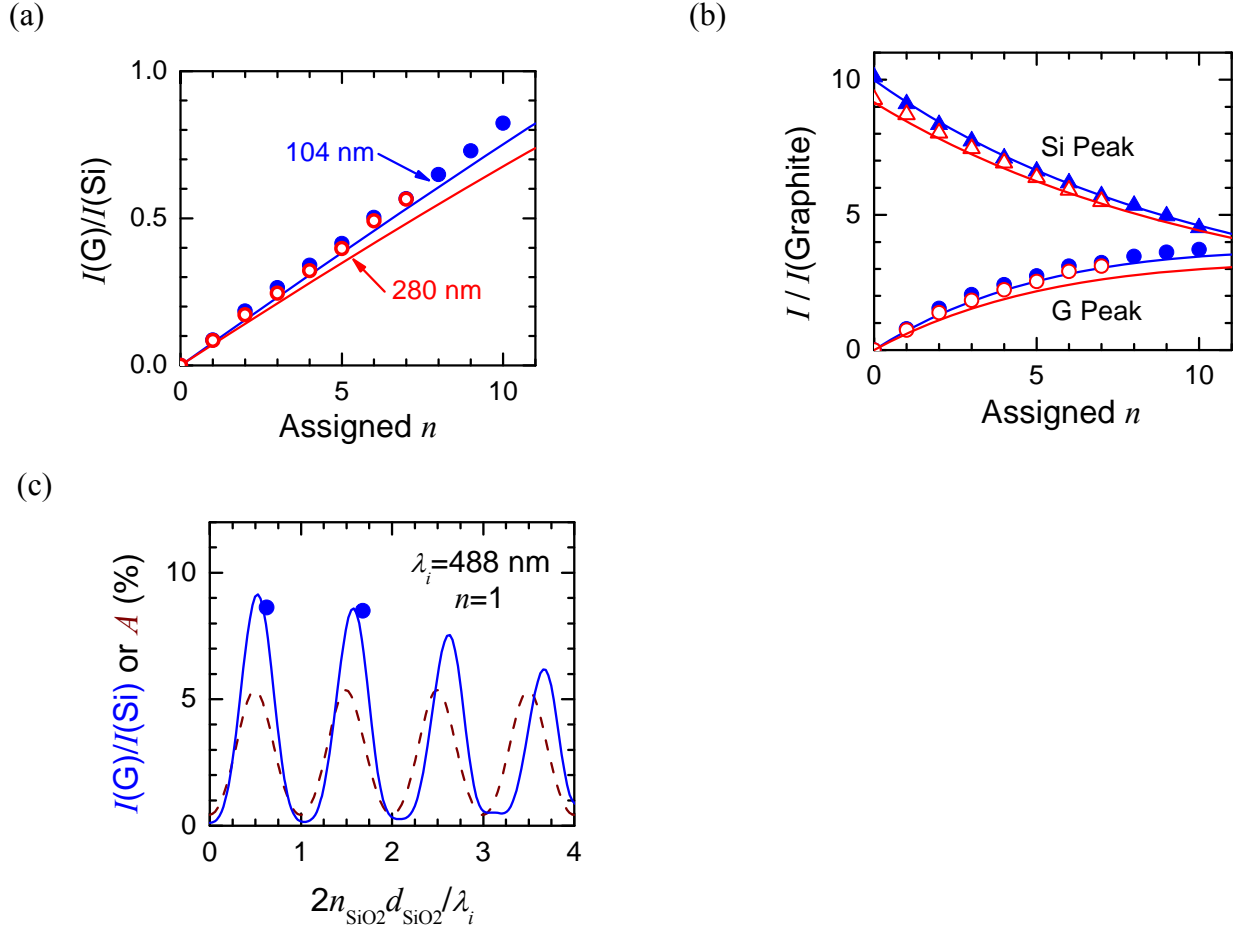 (a)
1.0
0.5
0.0
I(G)/I(Si)
104 nm
280 nm
0
5
10
Assigned n
(b)
10
5
0
I / I(Graphite)
Si Peak
G Peak
0
5
10
Assigned n
(c)
10
5
0
I(G)/I(Si) or A (%)
λi=488 nm
n=1
0
1
2
3
4
2nSiO2dSiO2/λi